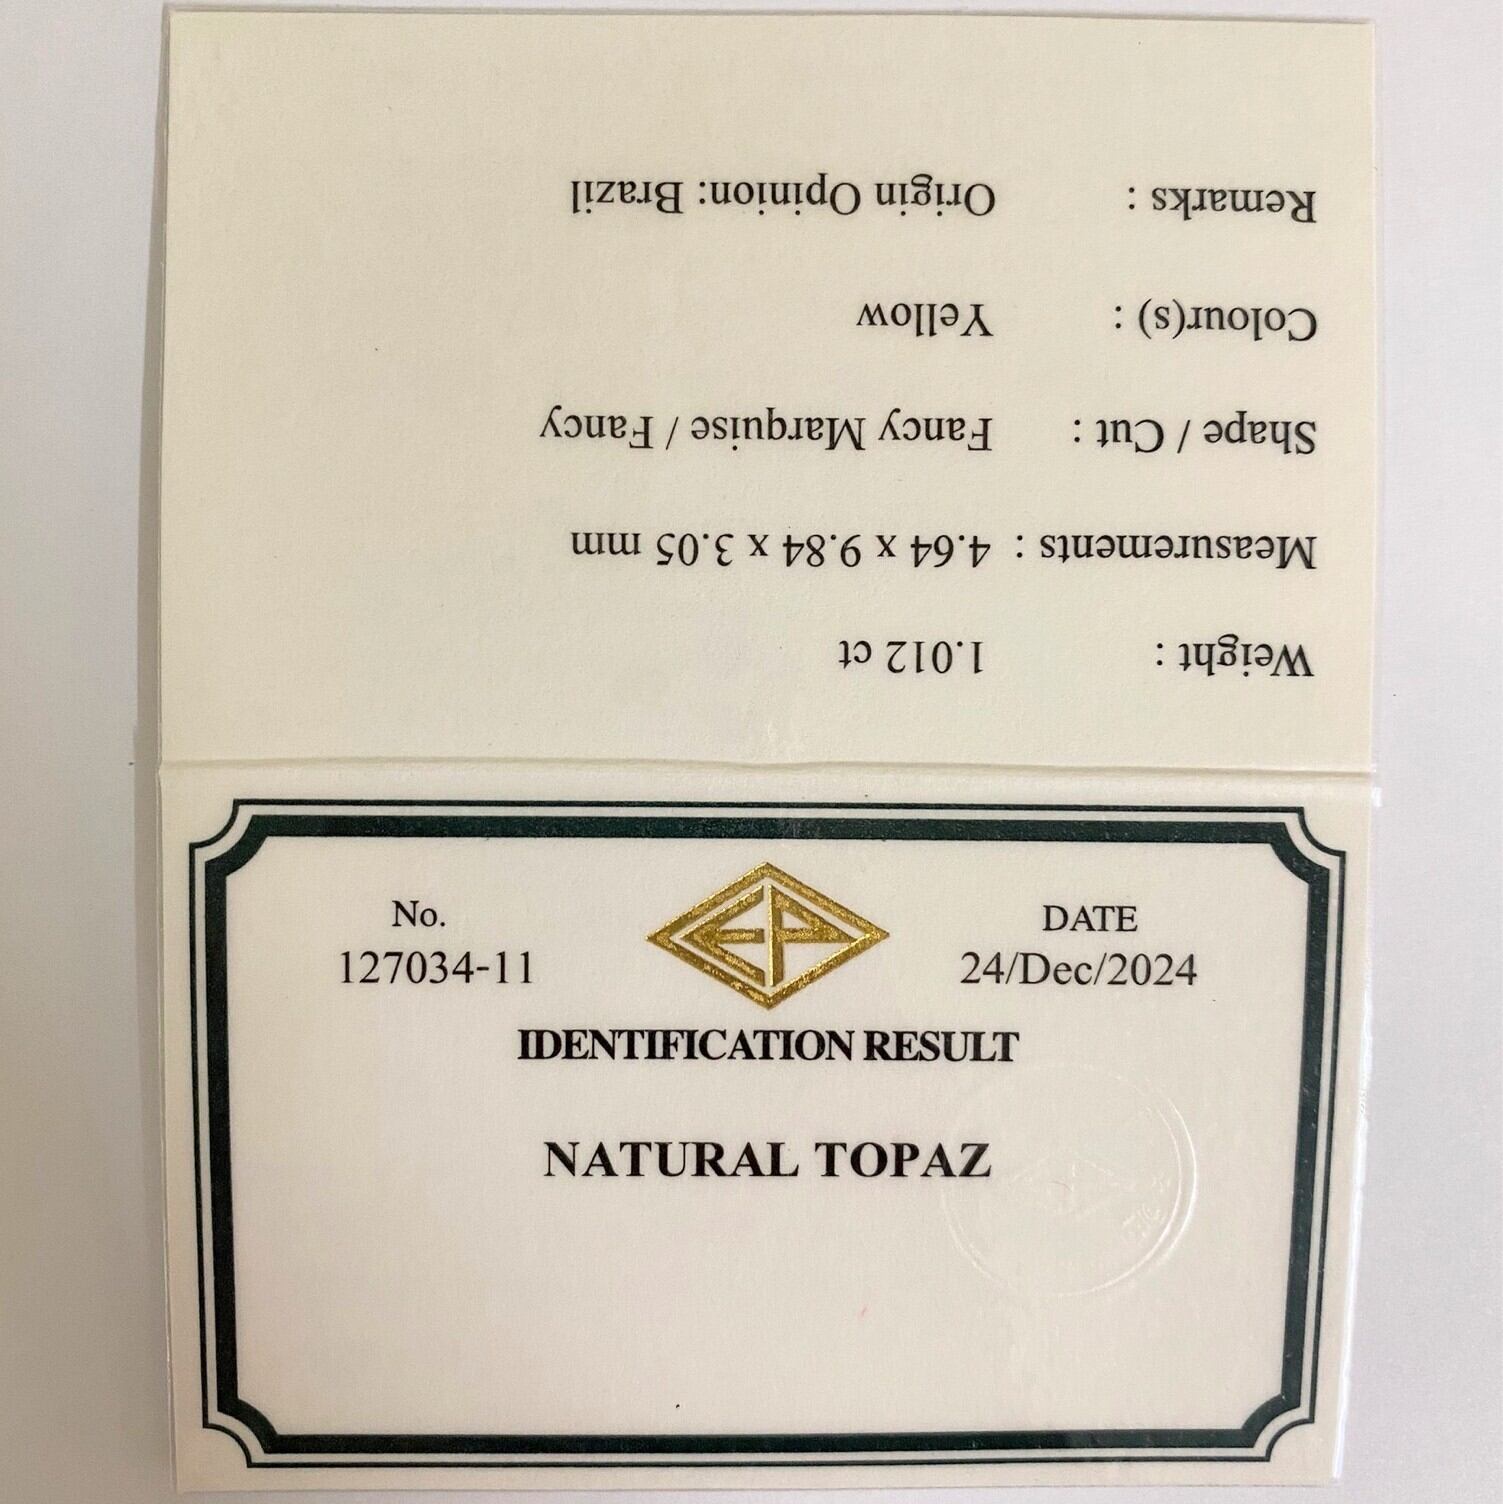 No.
127034-11
EP
DATE
24/Dec/2024
IDENTIFICATION RESULT
NATURAL TOPAZ
Weight : 1.012 ct
Measurements : 4.64 x 9.84 x 3.05 mm
Shape / Cut : Fancy Marquise / Fancy
Colour(s) : Yellow
Remarks : Origin Opinion: Brazil